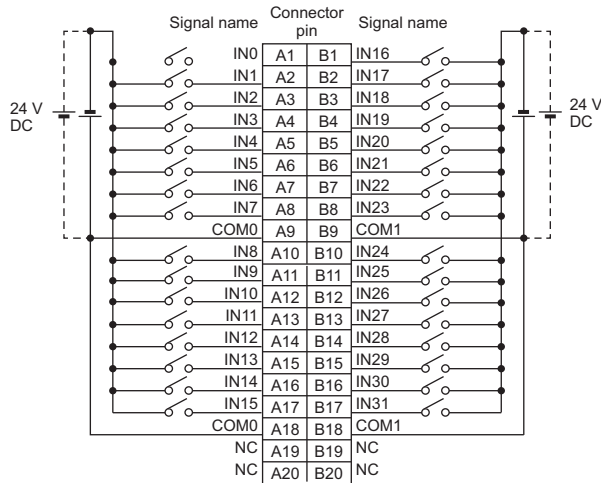 Signal name Connector pin Signal name
IN0 A1 B1 IN16
IN1 A2 B2 IN17
IN2 A3 B3 IN18
24 V DC IN3 A4 B4 IN19 24 V DC
IN4 A5 B5 IN20
IN5 A6 B6 IN21
IN6 A7 B7 IN22
IN7 A8 B8 IN23
COM0 A9 B9 COM1
IN8 A10 B10 IN24
IN9 A11 B11 IN25
IN10 A12 B12 IN26
IN11 A13 B13 IN27
IN12 A14 B14 IN28
IN13 A15 B15 IN29
IN14 A16 B16 IN30
IN15 A17 B17 IN31
COM0 A18 B18 COM1
NC A19 B19 NC
NC A20 B20 NC